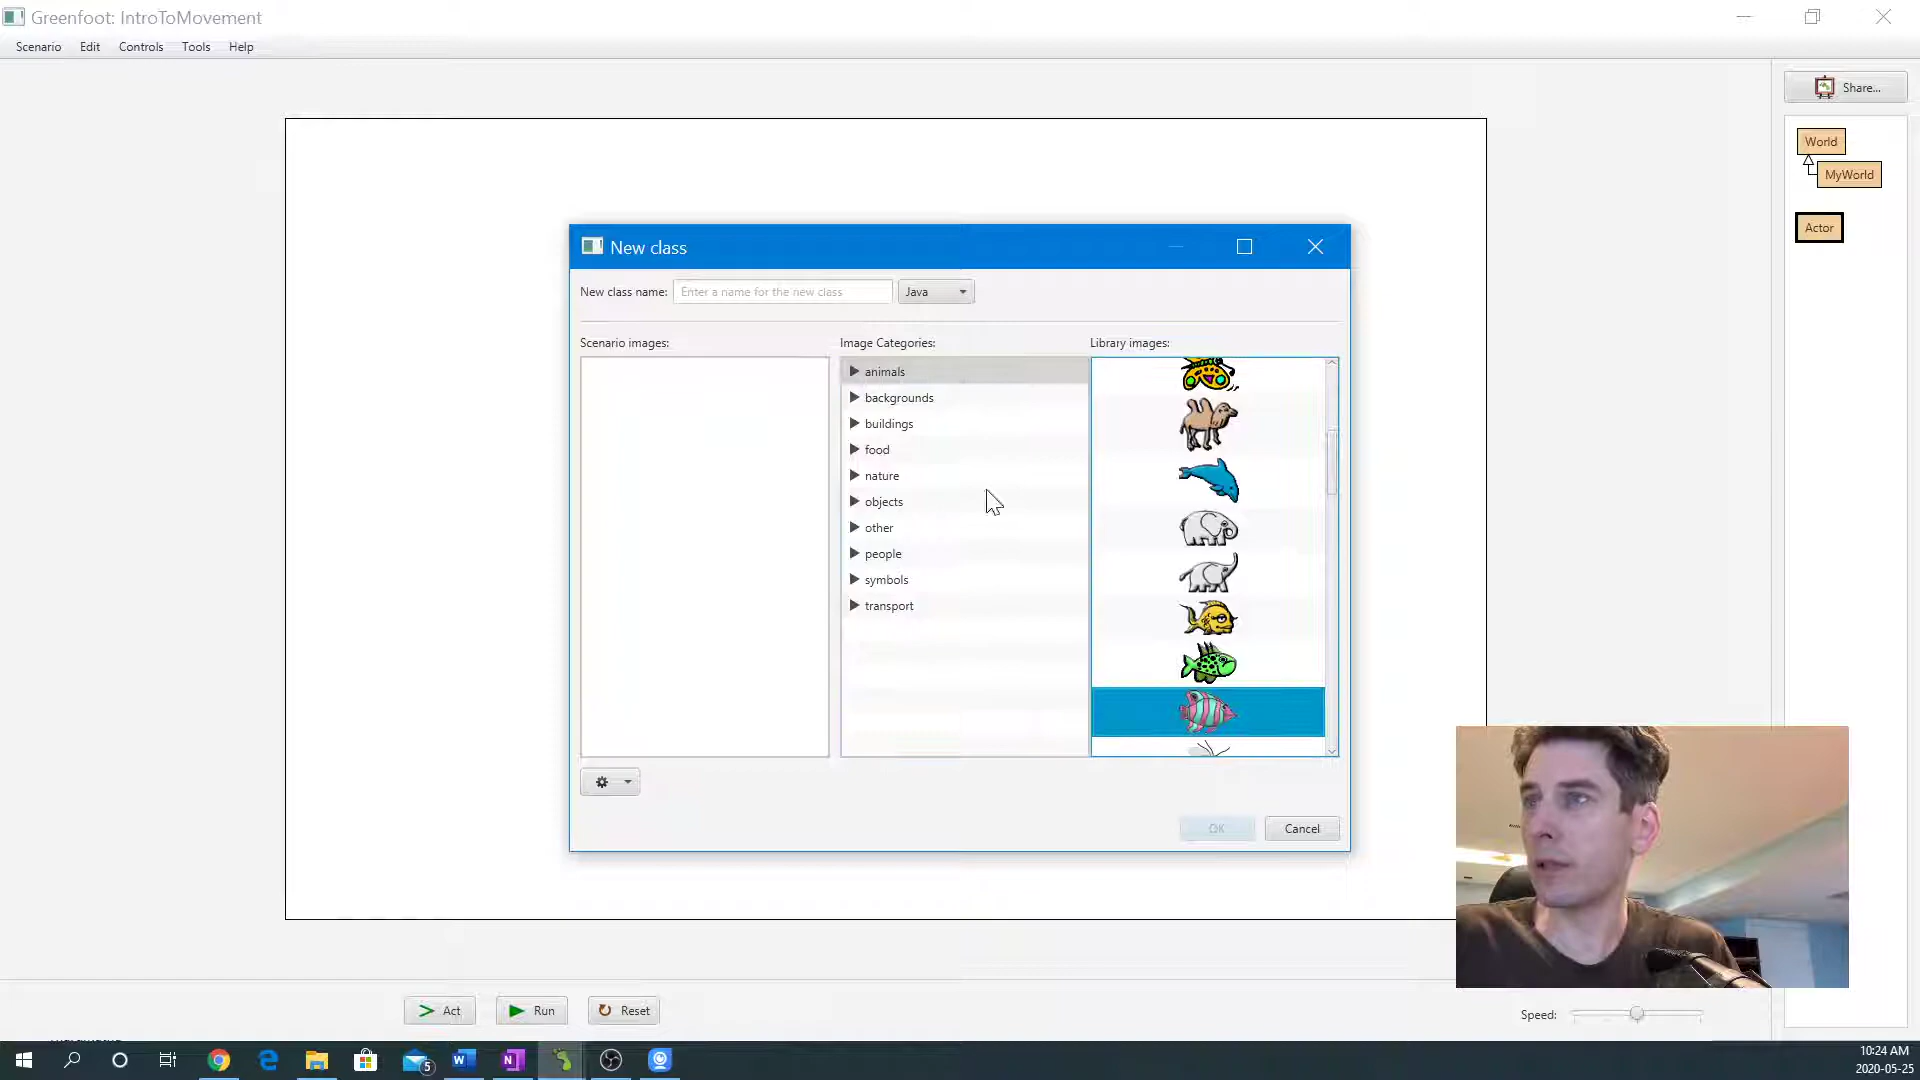 Greenfoot: IntroToMovement
Scenario Edit Controls Tools Help
Share...
World
MyWorld
Actor
New class
New class name: Enter a name for the new class Java
Scenario images: Image Categories: Library images:
animals
backgrounds
buildings
food
nature
objects
other
people
symbols
transport
OK Cancel
Act Run Reset Speed:
5
10:24 AM
2020-05-25